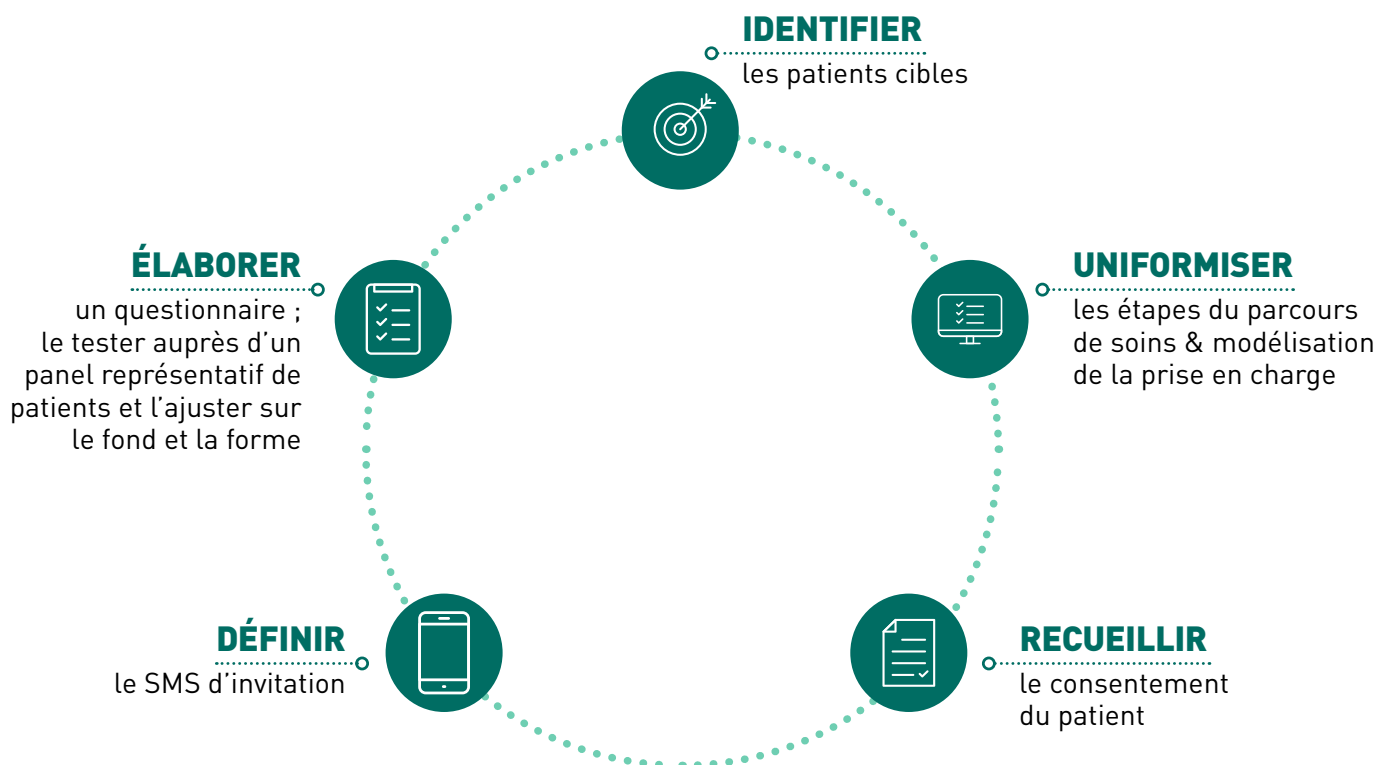 IDENTIFIER
les patients cibles
UNIFORMISER
les étapes du parcours
de soins & modélisation
de la prise en charge
RECUEILLIR
le consentement
du patient
DÉFINIR
le SMS d’invitation
ÉLABORER
un questionnaire ;
le tester auprès d’un
panel représentatif de
patients et l’ajuster sur
le fond et la forme